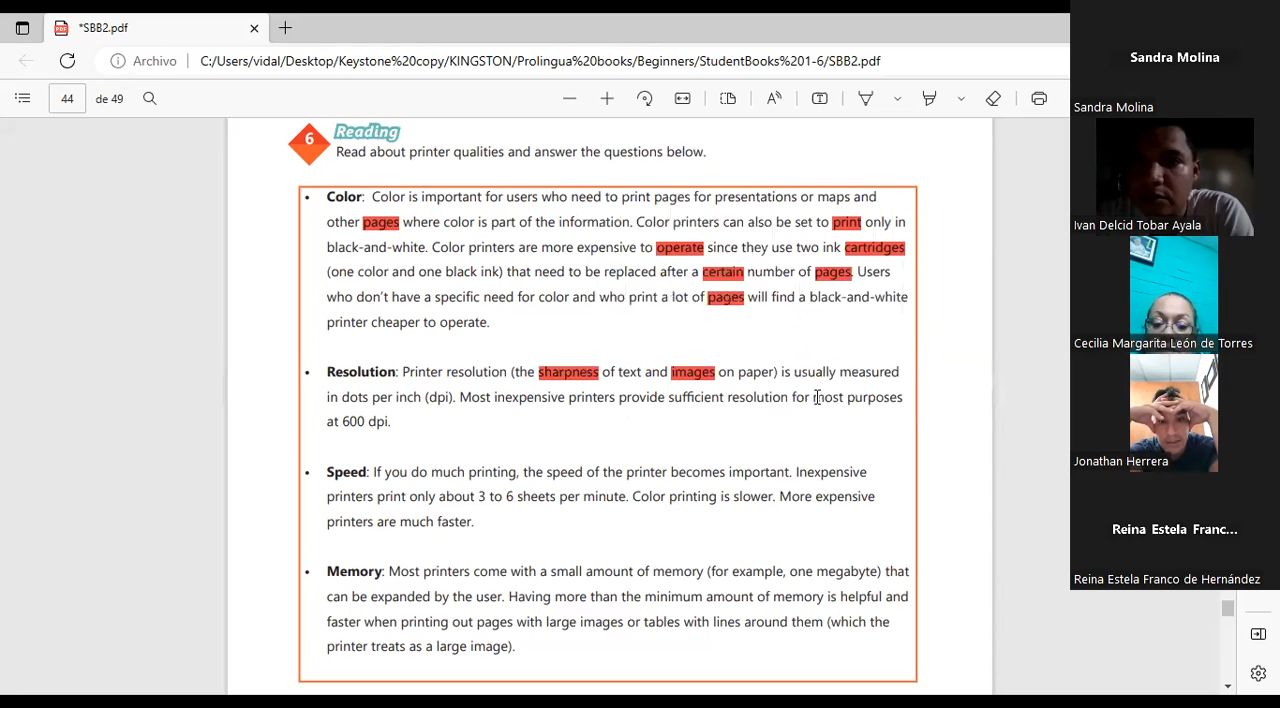 *SBB2.pdf
Archivo
C:/Users/vidal/Desktop/Keystone%20copy/KINGSTON/Prolingua%20books/Beginners/StudentBooks%201-6/SBB2.pdf
44 de 49
6 Reading
Read about printer qualities and answer the questions below.
• Color: Color is important for users who need to print pages for presentations or maps and
other pages where color is part of the information. Color printers can also be set to print only in
black-and-white. Color printers are more expensive to operate since they use two ink cartridges
(one color and one black ink) that need to be replaced after a certain number of pages. Users
who don't have a specific need for color and who print a lot of pages will find a black-and-white
printer cheaper to operate.
• Resolution: Printer resolution (the sharpness of text and images on paper) is usually measured
in dots per inch (dpi). Most inexpensive printers provide sufficient resolution for most purposes
at 600 dpi.
• Speed: If you do much printing, the speed of the printer becomes important. Inexpensive
printers print only about 3 to 6 sheets per minute. Color printing is slower. More expensive
printers are much faster.
• Memory: Most printers come with a small amount of memory (for example, one megabyte) that
can be expanded by the user. Having more than the minimum amount of memory is helpful and
faster when printing out pages with large images or tables with lines around them (which the
printer treats as a large image).
Sandra Molina
Sandra Molina
Ivan Delcid Tobar Ayala
Cecilia Margarita León de Torres
Jonathan Herrera
Reina Estela Franc...
Reina Estela Franco de Hernández